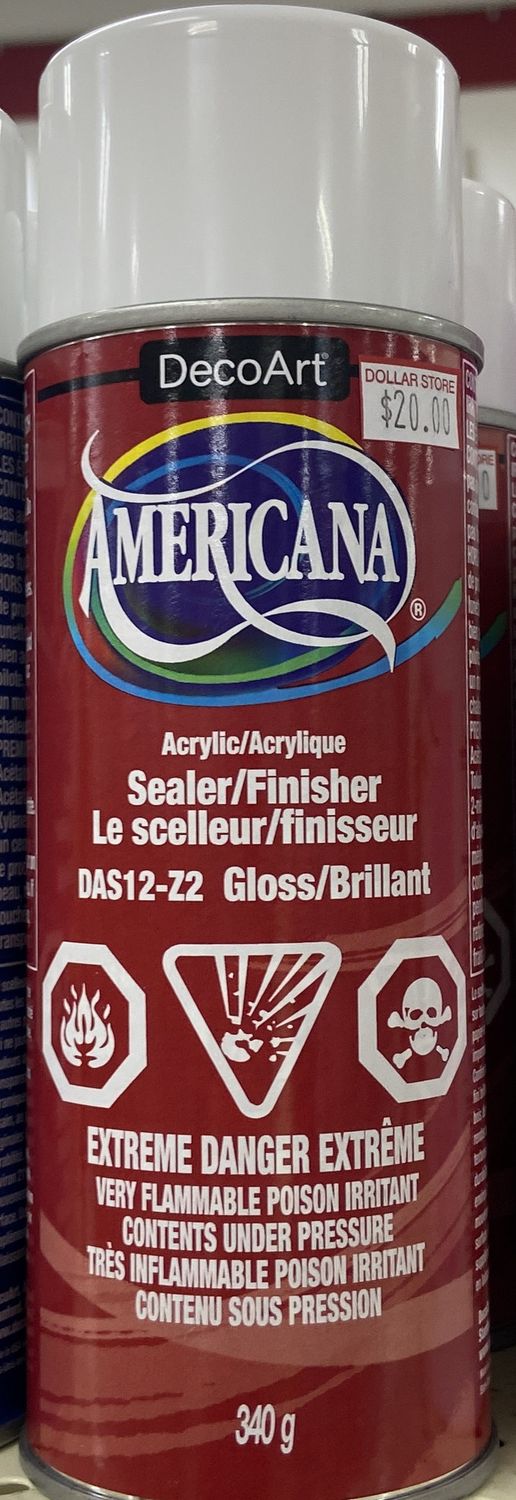 DecoArt
DOLLAR STORE
$20.00
AMERICANA®
Acrylic/Acrylique
Sealer/Finisher
Le scelleur/finisseur
DAS12-Z2 Gloss/Brillant
EXTREME DANGER EXTRÊME
VERY FLAMMABLE POISON IRRITANT
CONTENTS UNDER PRESSURE
TRÈS INFLAMMABLE POISON IRRITANT
CONTENU SOUS PRESSION
340 g